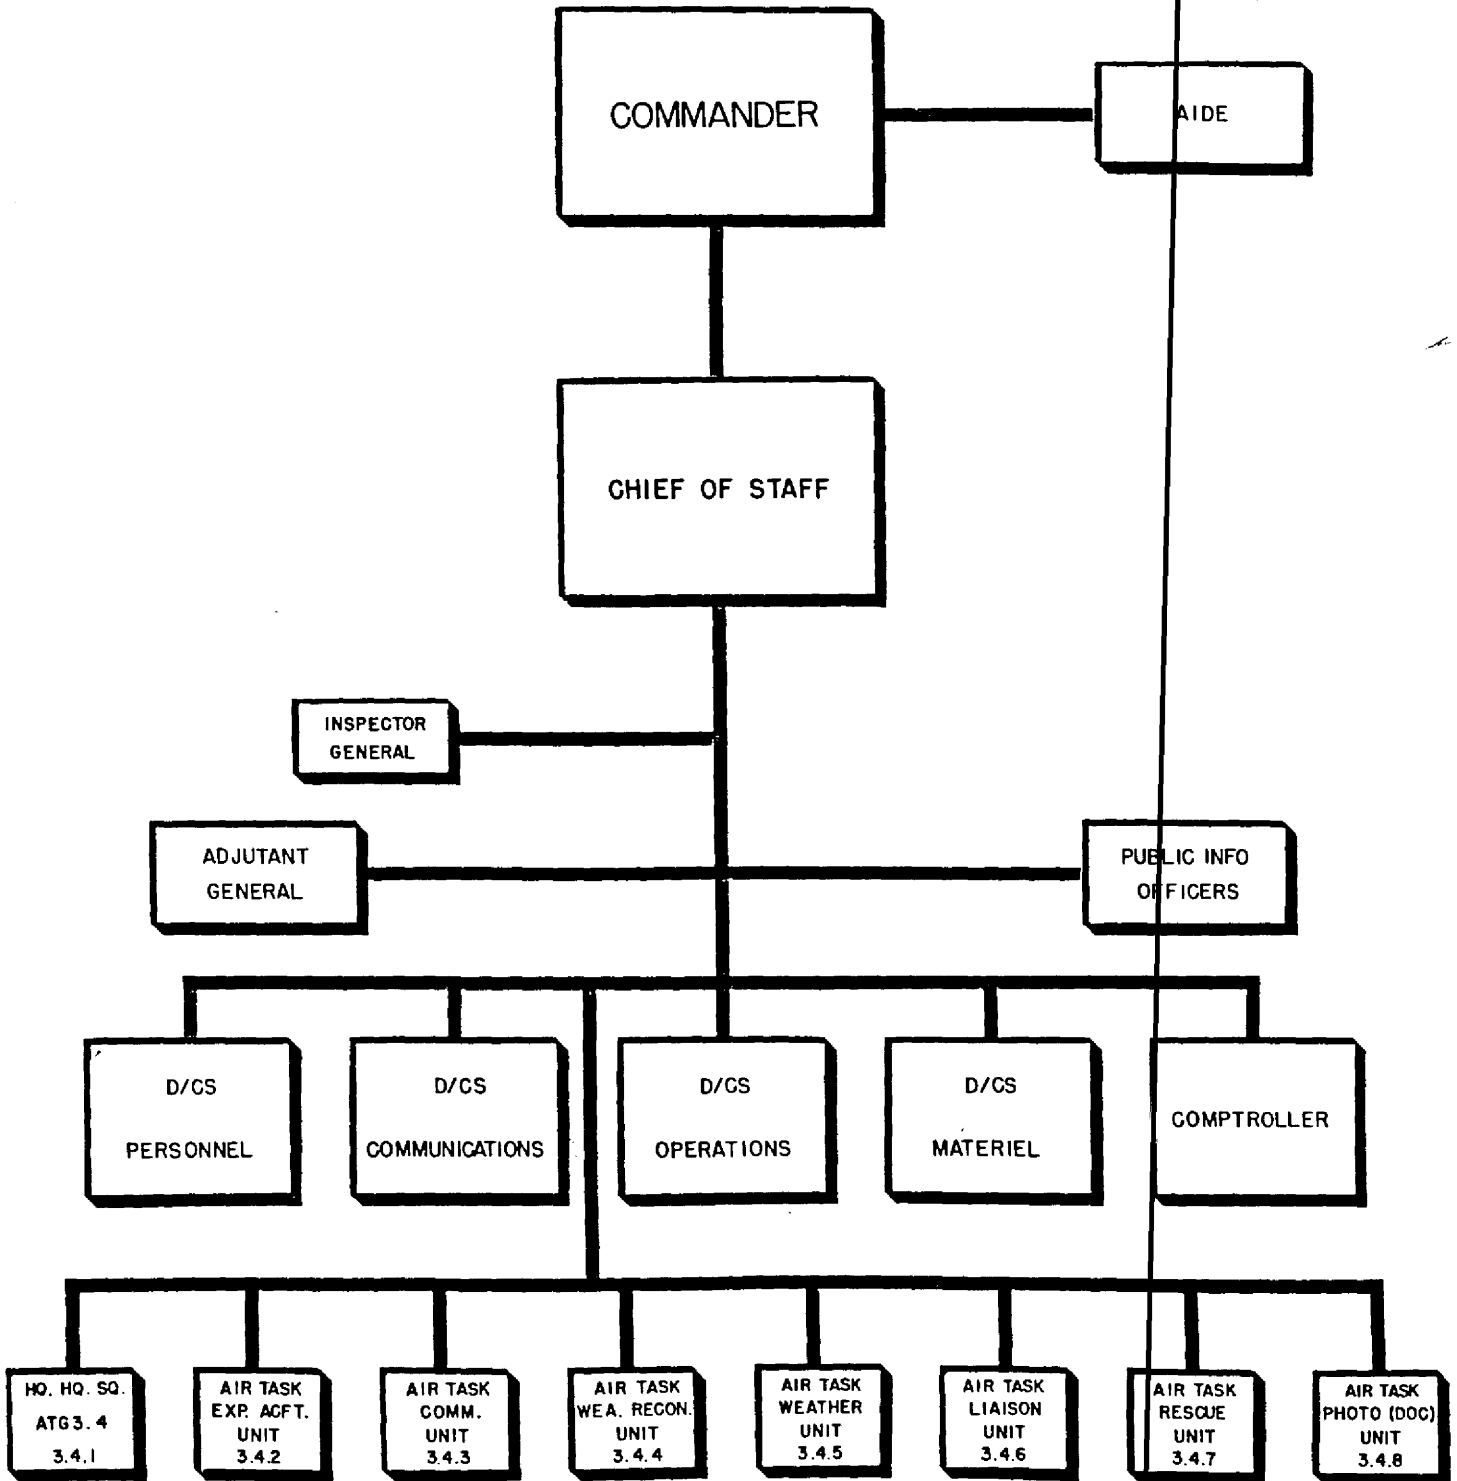 COMMANDER
AIDE
CHIEF OF STAFF
INSPECTOR
GENERAL
ADJUTANT
GENERAL
PUBLIC INFO
OFFICERS
D/CS
PERSONNEL
D/CS
COMMUNICATIONS
D/CS
OPERATIONS
D/CS
MATERIEL
COMPTROLLER
HQ. HQ. SQ.
ATG 3.4
3.4.1
AIR TASK
EXP. ACFT.
UNIT
3.4.2
AIR TASK
COMM.
UNIT
3.4.3
AIR TASK
WEA. RECON.
UNIT
3.4.4
AIR TASK
WEATHER
UNIT
3.4.5
AIR TASK
LIAISON
UNIT
3.4.6
AIR TASK
RESCUE
UNIT
3.4.7
AIR TASK
PHOTO (DOC)
UNIT
3.4.8